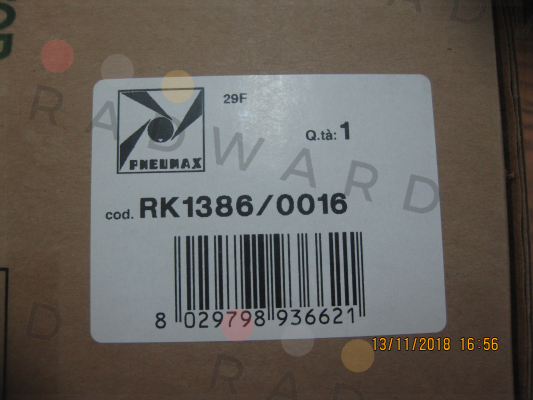 29F
Q.tà: 1
PNEUMAX
cod. RK1386/0016
8 029798 936621
13/11/2018 16:56
RADWARD